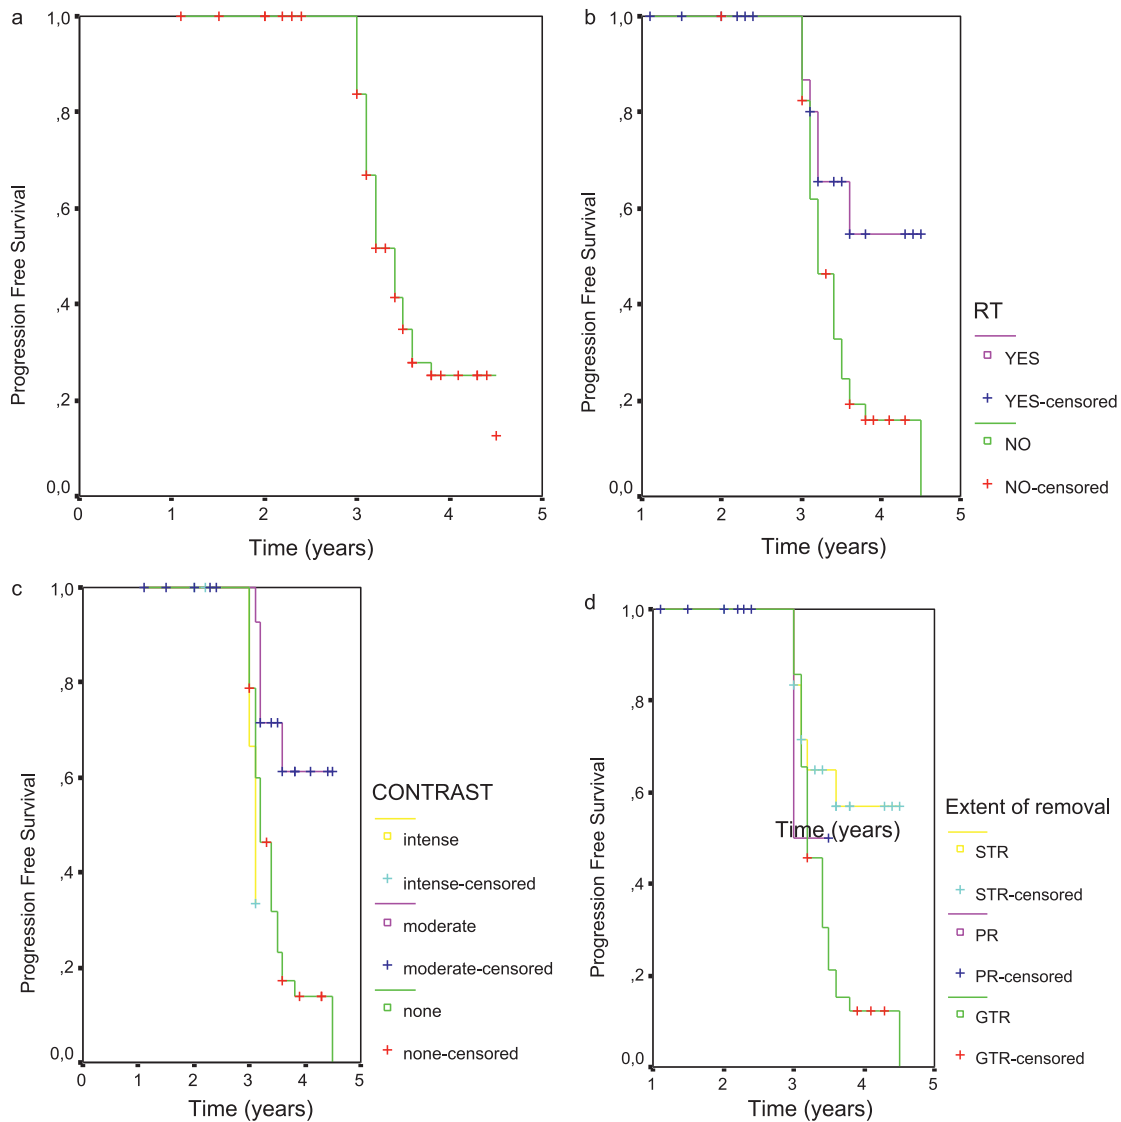 a
1,0
,8
,6
,4
,2
0,0
Progression Free Survival
0 1 2 3 4 5
Time (years)
b
1,0
,8
,6
,4
,2
0,0
Progression Free Survival
1 2 3 4 5
Time (years)
RT
YES
YES-censored
NO
NO-censored
c
1,0
,8
,6
,4
,2
0,0
Progression Free Survival
0 1 2 3 4 5
Time (years)
CONTRAST
intense
intense-censored
moderate
moderate-censored
none
none-censored
d
1,0
,8
,6
,4
,2
0,0
Progression Free Survival
Time (years)
1 2 3 4 5
Time (years)
Extent of removal
STR
STR-censored
PR
PR-censored
GTR
GTR-censored